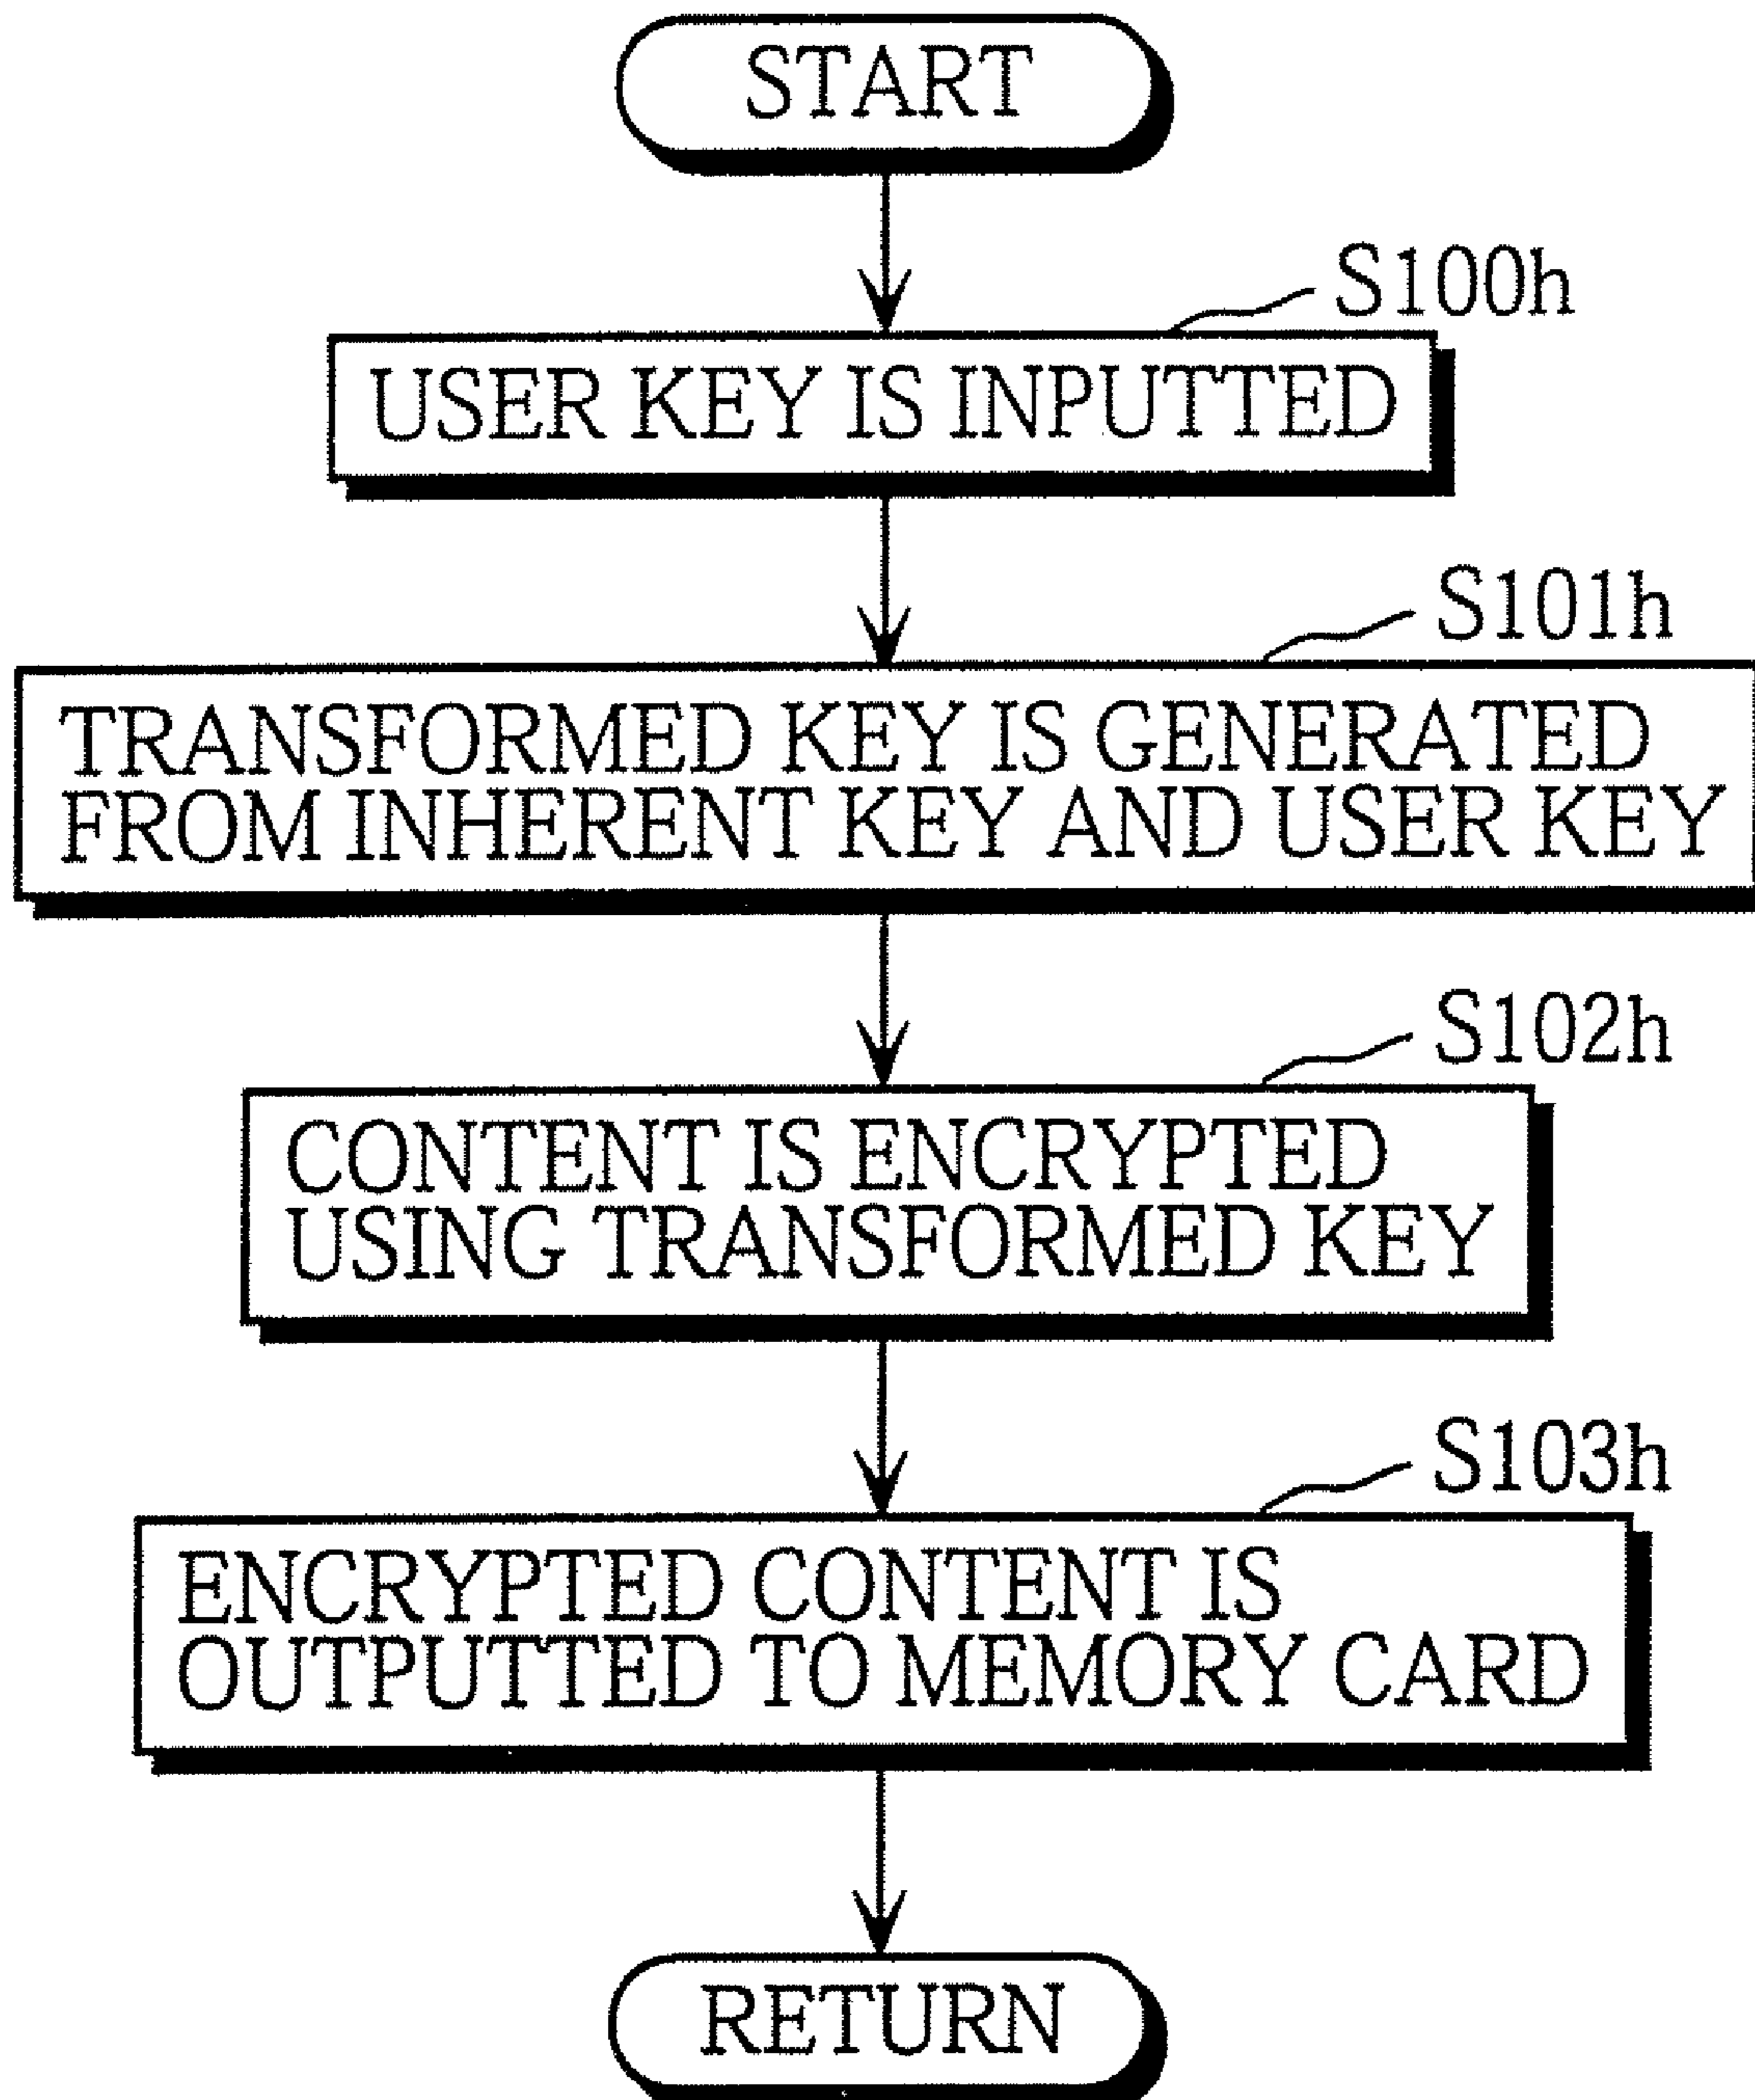 START
S100h
USER KEY IS INPUTTED
S101h
TRANSFORMED KEY IS GENERATED
FROM INHERENT KEY AND USER KEY
S102h
CONTENT IS ENCRYPTED
USING TRANSFORMED KEY
S103h
ENCRYPTED CONTENT IS
OUTPUTTED TO MEMORY CARD
RETURN